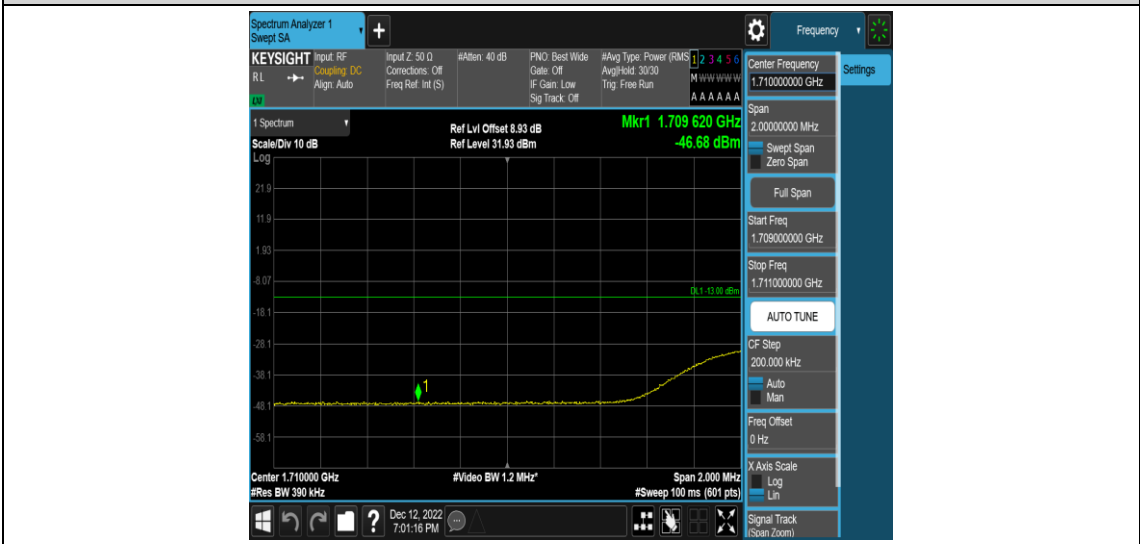 Spectrum Analyzer 1
Swept SA
+
Frequency
KEYSIGHT
RL
LXI
Input: RF
Coupling: DC
Align: Auto
Input Z: 50 Ω
Corrections: Off
Freq Ref: Int (S)
#Atten: 40 dB
PNO: Best Wide
Gate: Off
IF Gain: Low
Sig Track: Off
#Avg Type: Power (RMS
Avg|Hold: 30/30
Trig: Free Run
1 2 3 4 5 6
M W W W W W
A A A A A A
1 Spectrum
Scale/Div 10 dB
Log
Ref Lvl Offset 8.93 dB
Ref Level 31.93 dBm
Mkr1 1.709 620 GHz
-46.68 dBm
21.9
11.9
1.93
-8.07
-18.1
-28.1
-38.1
-48.1
-58.1
DL1 -13.00 dBm
1
Center 1.710000 GHz
#Res BW 390 kHz
#Video BW 1.2 MHz*
Span 2.000 MHz
#Sweep 100 ms (601 pts)
?
Dec 12, 2022
7:01:16 PM
Center Frequency
1.710000000 GHz
Settings
Span
2.00000000 MHz
Swept Span
Zero Span
Full Span
Start Freq
1.709000000 GHz
Stop Freq
1.711000000 GHz
AUTO TUNE
CF Step
200.000 kHz
Auto
Man
Freq Offset
0 Hz
X Axis Scale
Log
Lin
Signal Track
(Span Zoom)